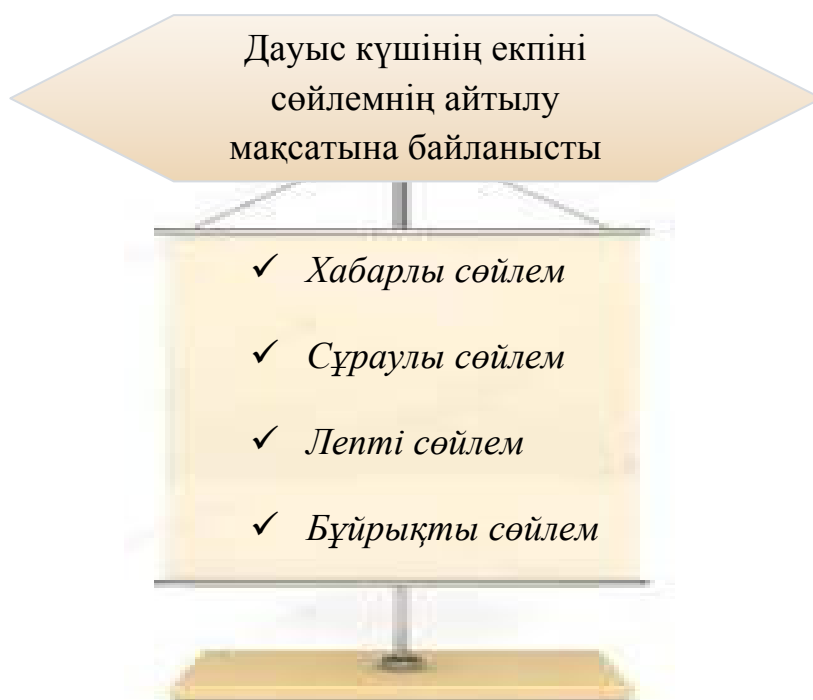 Дауыс күшінің екпіні
сөйлемнің айтылу
мақсатына байланысты
✓ Хабарлы сөйлем
✓ Сұраулы сөйлем
✓ Лепті сөйлем
✓ Бұйрықты сөйлем